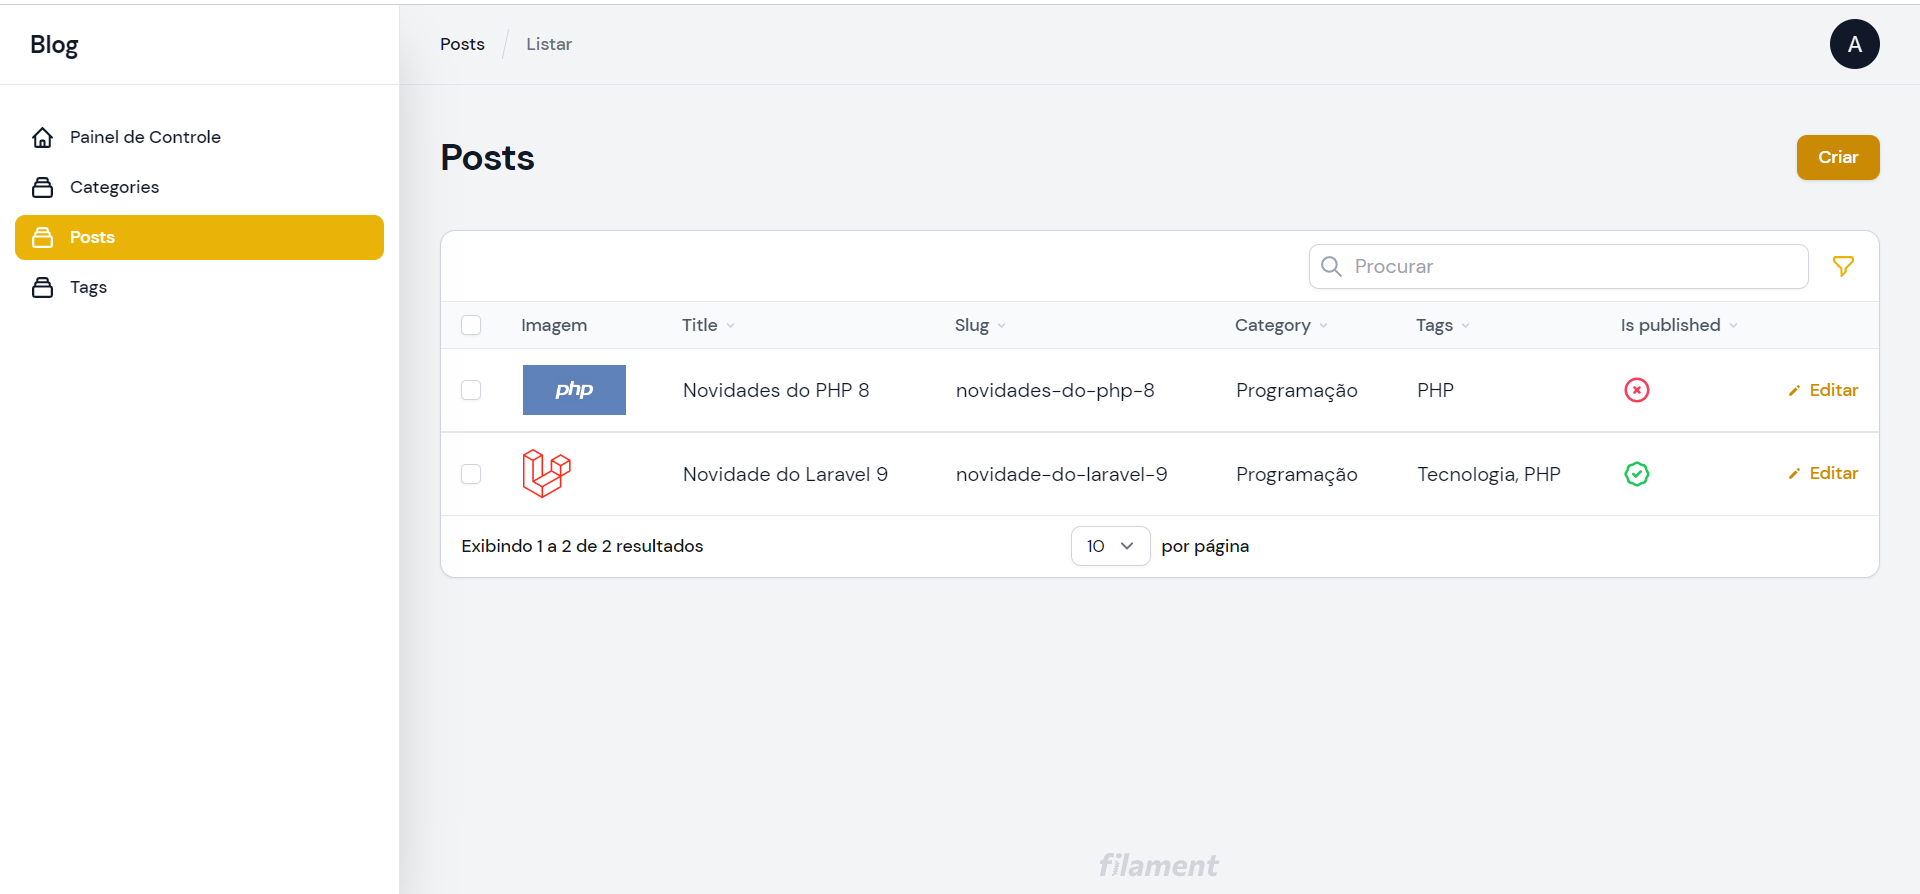 Blog
Posts / Listar
A
Painel de Controle
Categories
Posts
Tags
Posts
Criar
Procurar
Imagem Title Slug Category Tags Is published
php Novidades do PHP 8 novidades-do-php-8 Programação PHP Editar
Novidade do Laravel 9 novidade-do-laravel-9 Programação Tecnologia, PHP Editar
Exibindo 1 a 2 de 2 resultados 10 por página
filament